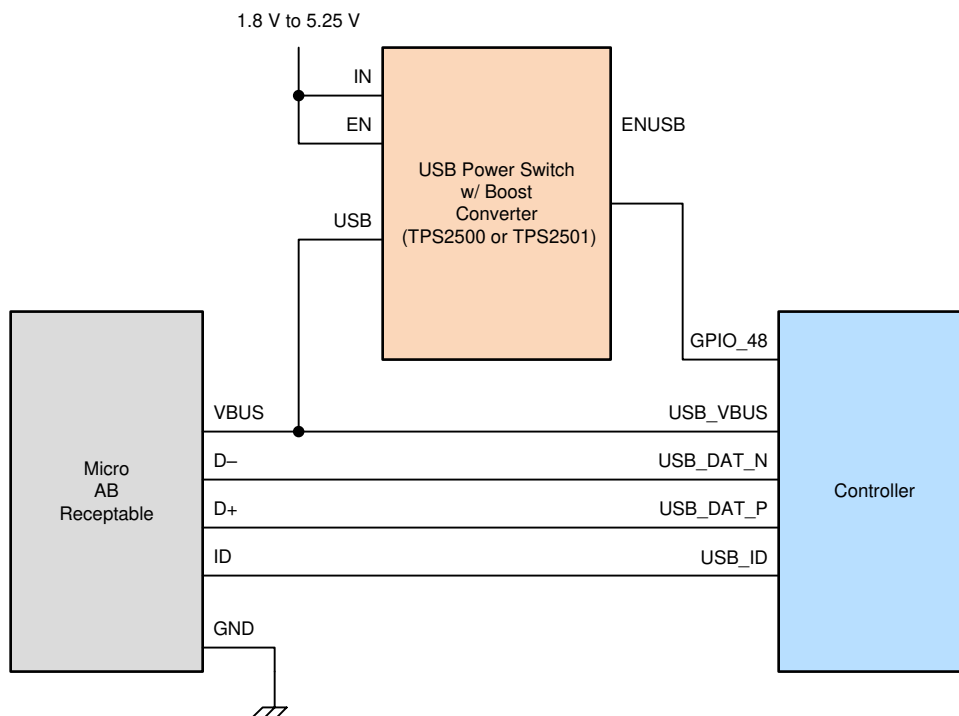 1.8 V to 5.25 V
IN
EN
ENUSB
USB Power Switch
w/ Boost
Converter
(TPS2500 or TPS2501)
USB
GPIO_48
VBUS
USB_VBUS
D–
USB_DAT_N
Micro
AB
Receptable
Controller
D+
USB_DAT_P
ID
USB_ID
GND